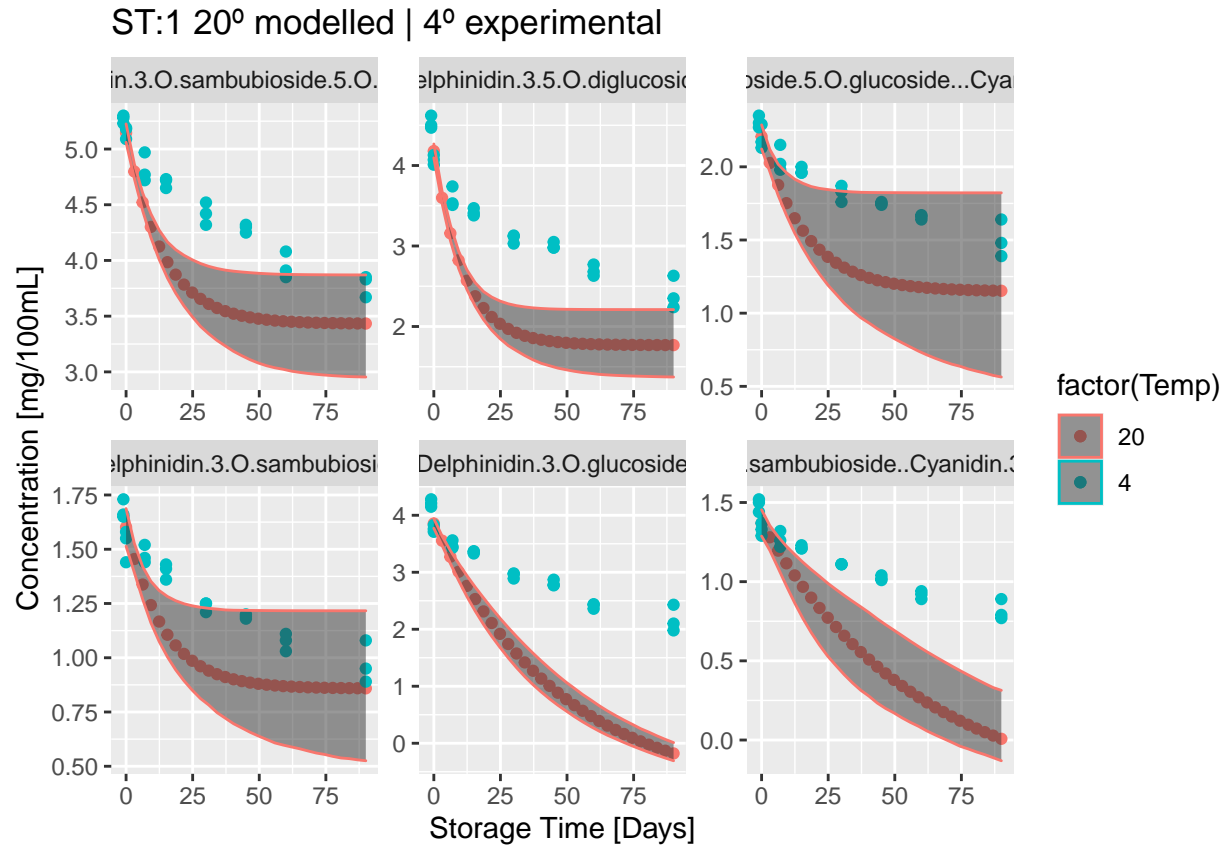 ST:1 20º modelled | 4º experimental
in.3.O.sambubioside.5.O.
elphinidin.3.5.O.diglucosid
oside.5.O.glucoside...Cyan
5.0
4.5
4.0
3.5
3.0
4
3
2
2.0
1.5
1.0
0.5
0 25 50 75
0 25 50 75
0 25 50 75
elphinidin.3.O.sambubiosid
Delphinidin.3.O.glucoside
.sambubioside..Cyanidin.3
1.75
1.50
1.25
1.00
0.75
0.50
4
3
2
1
0
1.5
1.0
0.5
0.0
0 25 50 75
0 25 50 75
0 25 50 75
Concentration [mg/100mL]
Storage Time [Days]
factor(Temp)
20
4